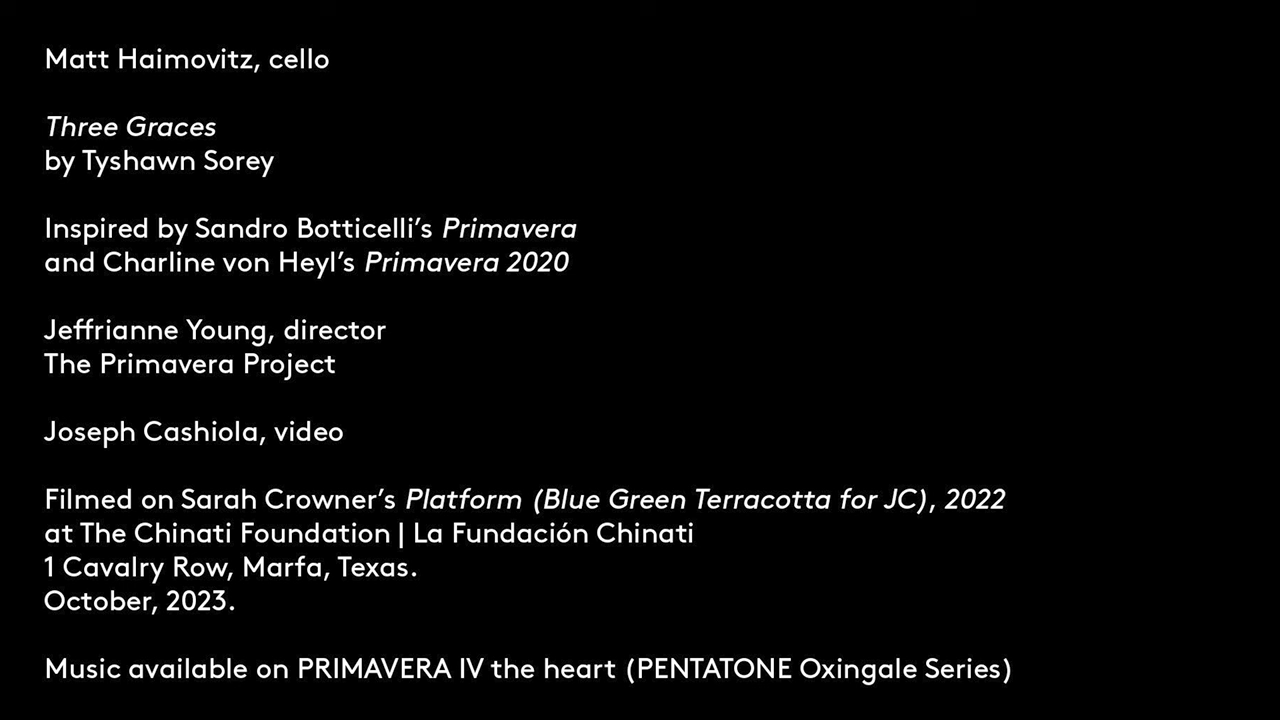 Matt Haimovitz, cello
Three Graces
by Tyshawn Sorey
Inspired by Sandro Botticelli’s Primavera
and Charline von Heyl’s Primavera 2020
Jeffrianne Young, director
The Primavera Project
Joseph Cashiola, video
Filmed on Sarah Crowner’s Platform (Blue Green Terracotta for JC), 2022
at The Chinati Foundation | La Fundación Chinati
1 Cavalry Row, Marfa, Texas.
October, 2023.
Music available on PRIMAVERA IV the heart (PENTATONE Oxingale Series)